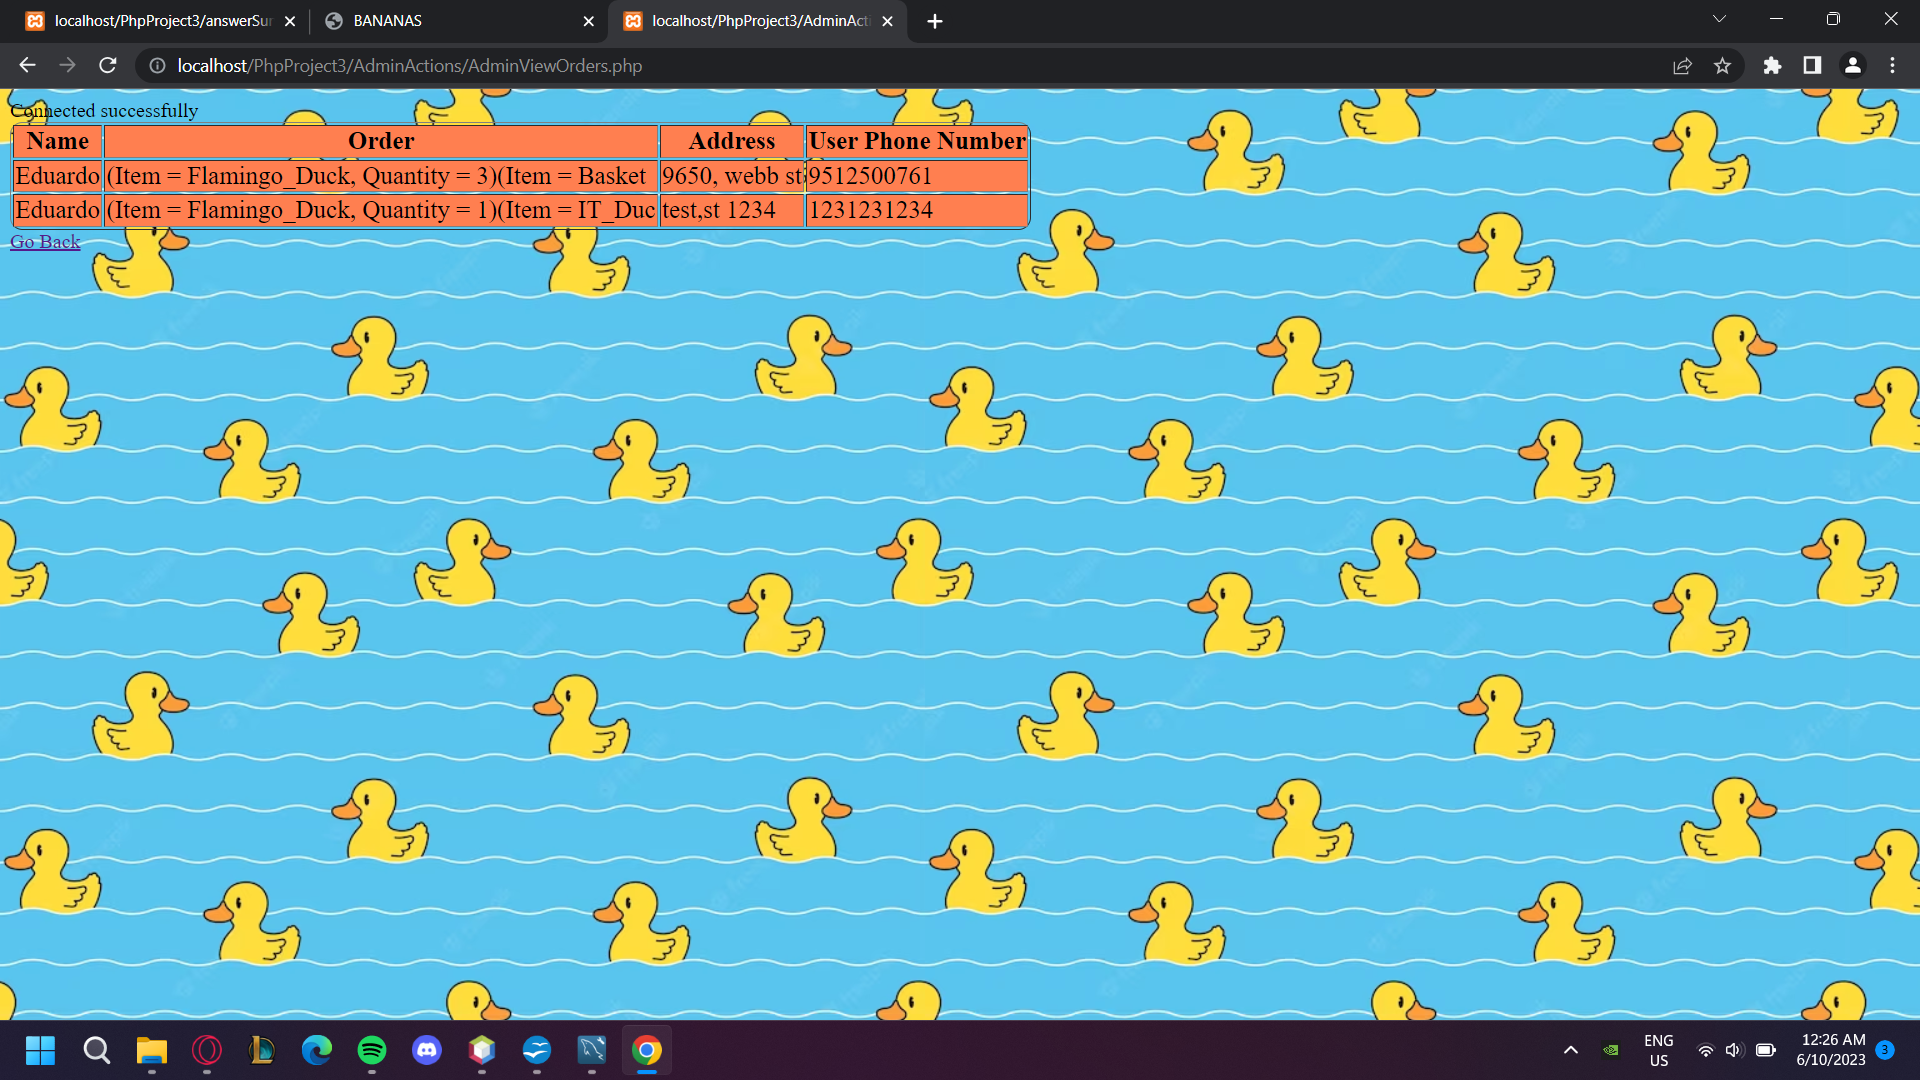 localhost/PhpProject3/answerSur
BANANAS
localhost/PhpProject3/AdminActi
localhost/PhpProject3/AdminActions/AdminViewOrders.php
Connected successfully
Name Order Address User Phone Number
Eduardo (Item = Flamingo_Duck, Quantity = 3)(Item = Basket 9650, webb st 9512500761
Eduardo (Item = Flamingo_Duck, Quantity = 1)(Item = IT_Duc test,st 1234 1231231234
Go Back
ENG
US
12:26 AM
6/10/2023
3